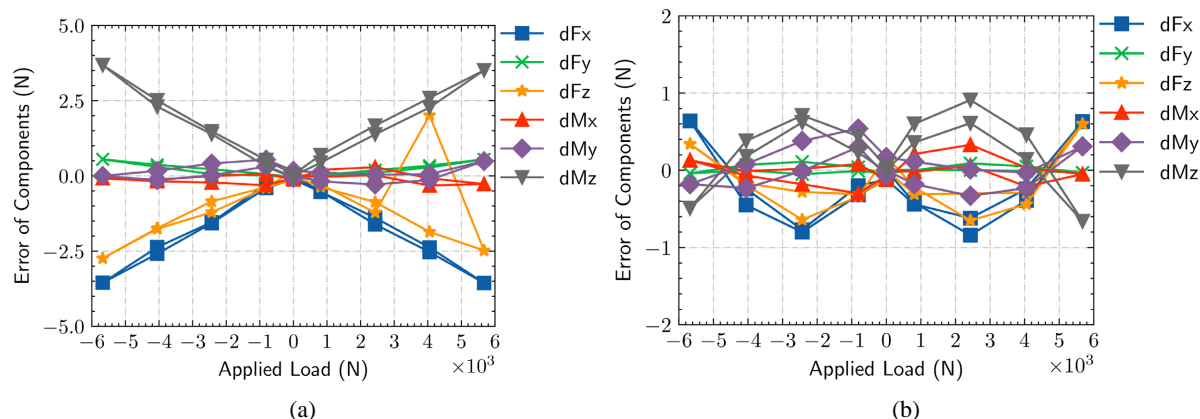 5.0
2.5
0.0
−2.5
−5.0
Error of Components (N)
−6 −5 −4 −3 −2 −1 0 1 2 3 4 5 6
Applied Load (N)
×10³
dFx
dFy
dFz
dMx
dMy
dMz
(a)
2
1
0
−1
−2
Error of Components (N)
−6 −5 −4 −3 −2 −1 0 1 2 3 4 5 6
Applied Load (N)
×10³
dFx
dFy
dFz
dMx
dMy
dMz
(b)